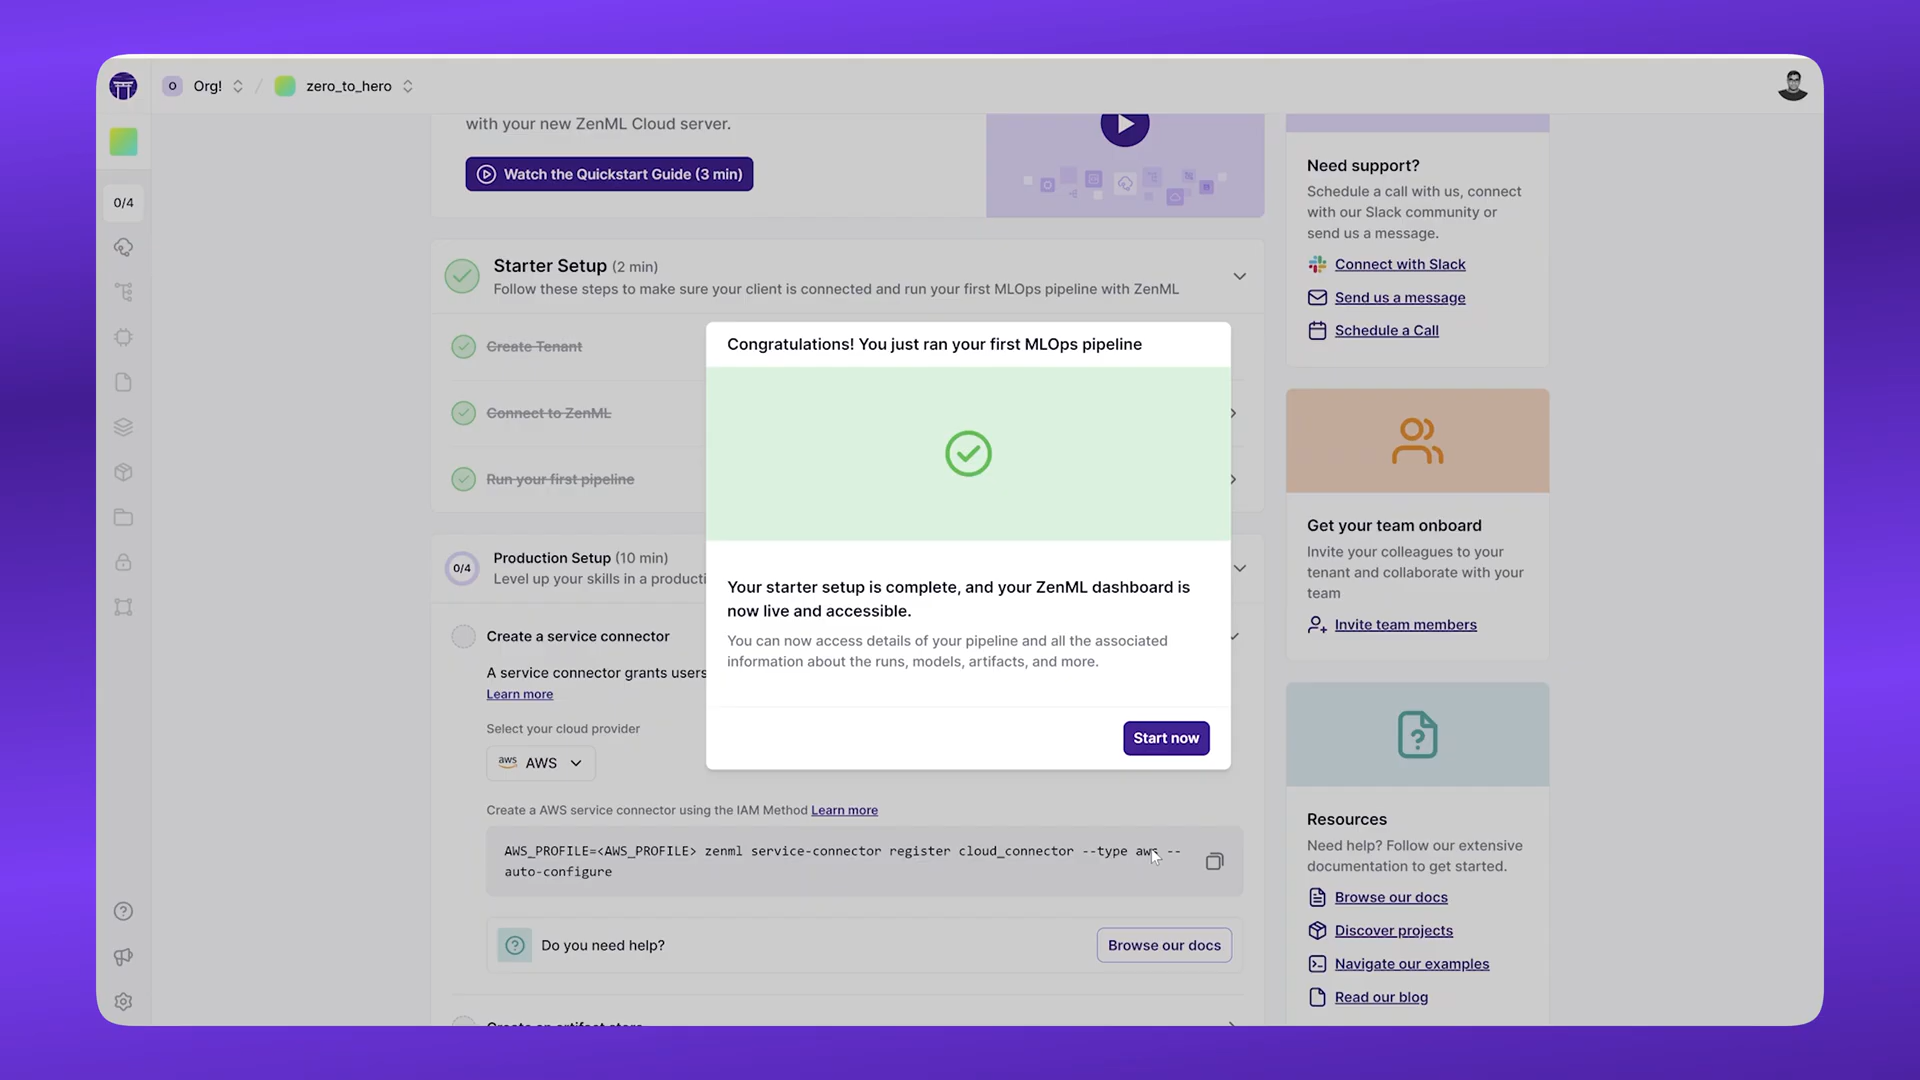 O Org! / zero_to_hero
with your new ZenML Cloud server.
Watch the Quickstart Guide (3 min)
0/4
Starter Setup (2 min)
Follow these steps to make sure your client is connected and run your first MLOps pipeline with ZenML
Create Tenant
Connect to ZenML
Run your first pipeline
0/4
Production Setup (10 min)
Level up your skills in a producti
Create a service connector
A service connector grants users
Learn more
Select your cloud provider
aws AWS
Create a AWS service connector using the IAM Method Learn more
AWS_PROFILE=<AWS_PROFILE> zenml service-connector register cloud_connector --type aws --
auto-configure
Do you need help?
Browse our docs
Create an artifact store
Congratulations! You just ran your first MLOps pipeline
Your starter setup is complete, and your ZenML dashboard is
now live and accessible.
You can now access details of your pipeline and all the associated
information about the runs, models, artifacts, and more.
Start now
Need support?
Schedule a call with us, connect
with our Slack community or
send us a message.
Connect with Slack
Send us a message
Schedule a Call
Get your team onboard
Invite your colleagues to your
tenant and collaborate with your
team
Invite team members
Resources
Need help? Follow our extensive
documentation to get started.
Browse our docs
Discover projects
Navigate our examples
Read our blog